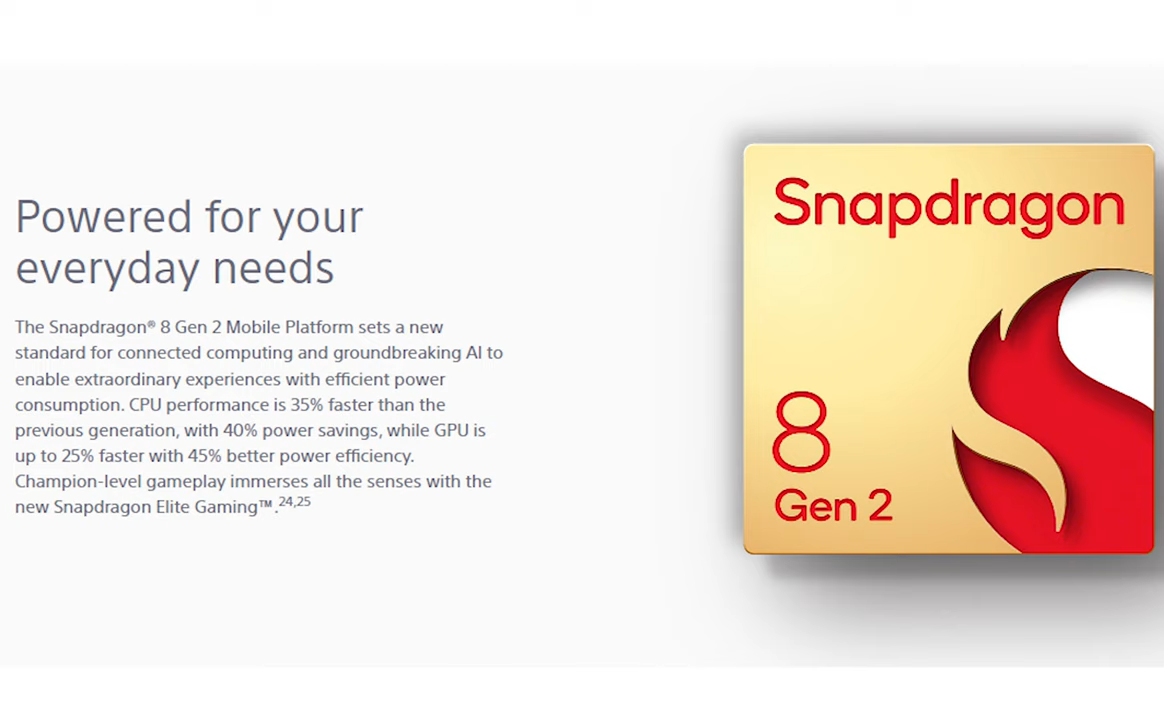 Powered for your
everyday needs
The Snapdragon® 8 Gen 2 Mobile Platform sets a new
standard for connected computing and groundbreaking AI to
enable extraordinary experiences with efficient power
consumption. CPU performance is 35% faster than the
previous generation, with 40% power savings, while GPU is
up to 25% faster with 45% better power efficiency.
Champion-level gameplay immerses all the senses with the
new Snapdragon Elite Gaming™.24,25
Snapdragon
8
Gen 2